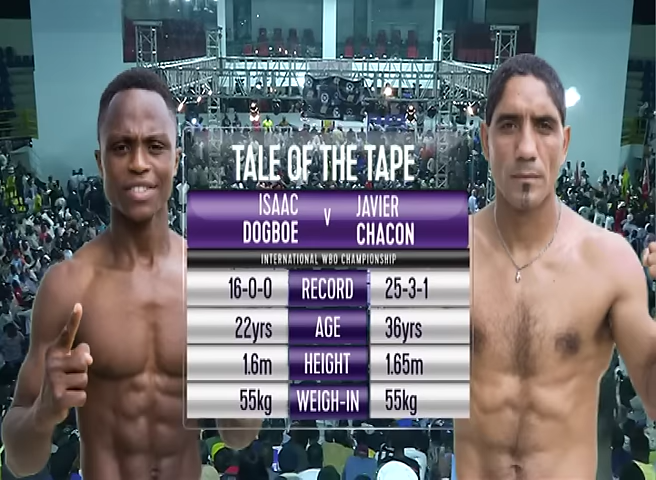 TALE OF THE TAPE
ISAAC DOGBOE V JAVIER CHACON
INTERNATIONAL WBO CHAMPIONSHIP
16-0-0 RECORD 25-3-1
22yrs AGE 36yrs
1.6m HEIGHT 1.65m
55kg WEIGH-IN 55kg